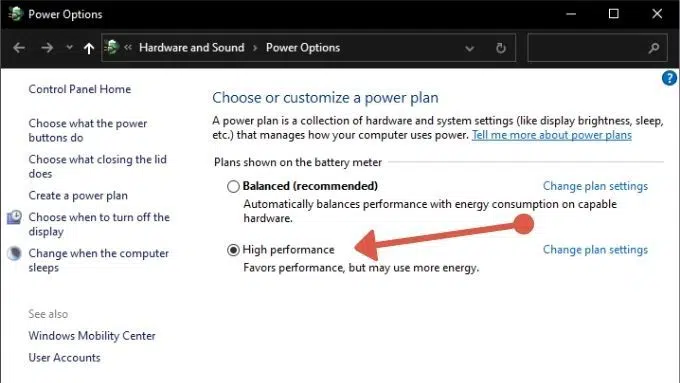 Power Options
Hardware and Sound
Power Options
Control Panel Home
Choose what the power
buttons do
Choose what closing the lid
does
Create a power plan
Choose when to turn off the
display
Change when the computer
sleeps
See also
Windows Mobility Center
User Accounts
?
Choose or customize a power plan
A power plan is a collection of hardware and system settings (like display brightness, sleep,
etc.) that manages how your computer uses power. Tell me more about power plans
Plans shown on the battery meter
Balanced (recommended) Change plan settings
Automatically balances performance with energy consumption on capable
hardware.
High performance Change plan settings
Favors performance, but may use more energy.